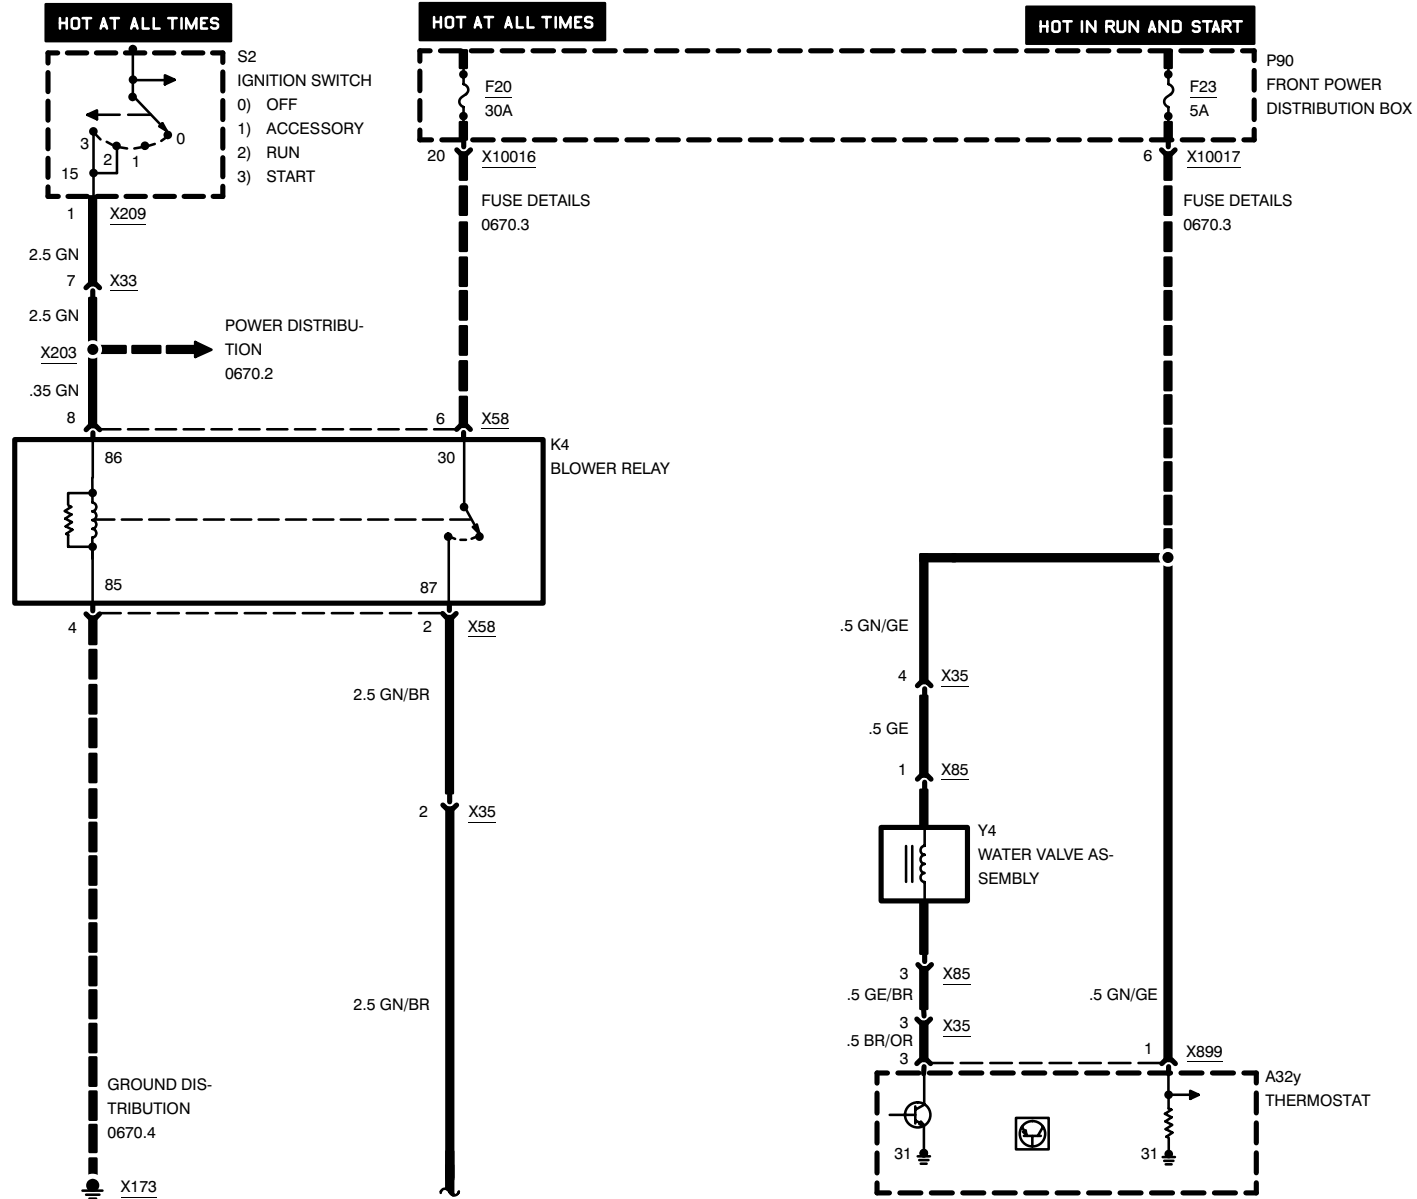 HOT AT ALL TIMES
HOT AT ALL TIMES
HOT IN RUN AND START
S2
IGNITION SWITCH
0) OFF
1) ACCESSORY
2) RUN
3) START
3
2
1
0
15
F20
30A
F23
5A
P90
FRONT POWER
DISTRIBUTION BOX
1 X209
20 X10016
6 X10017
FUSE DETAILS
0670.3
FUSE DETAILS
0670.3
2.5 GN
7 X33
2.5 GN
X203
POWER DISTRIBU-
TION
0670.2
.35 GN
8
6 X58
K4
BLOWER RELAY
86
30
85
87
4
2 X58
.5 GN/GE
4 X35
2.5 GN/BR
.5 GE
1 X85
2 X35
Y4
WATER VALVE AS-
SEMBLY
3 X85
.5 GE/BR
.5 GN/GE
2.5 GN/BR
3 X35
.5 BR/OR
3
1 X899
A32y
THERMOSTAT
GROUND DIS-
TRIBUTION
0670.4
31
31
X173